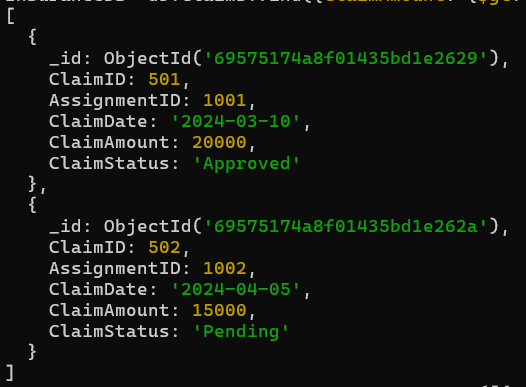 [
  {
    _id: ObjectId('69575174a8f01435bd1e2629'),
    ClaimID: 501,
    AssignmentID: 1001,
    ClaimDate: '2024-03-10',
    ClaimAmount: 20000,
    ClaimStatus: 'Approved'
  },
  {
    _id: ObjectId('69575174a8f01435bd1e262a'),
    ClaimID: 502,
    AssignmentID: 1002,
    ClaimDate: '2024-04-05',
    ClaimAmount: 15000,
    ClaimStatus: 'Pending'
  }
]